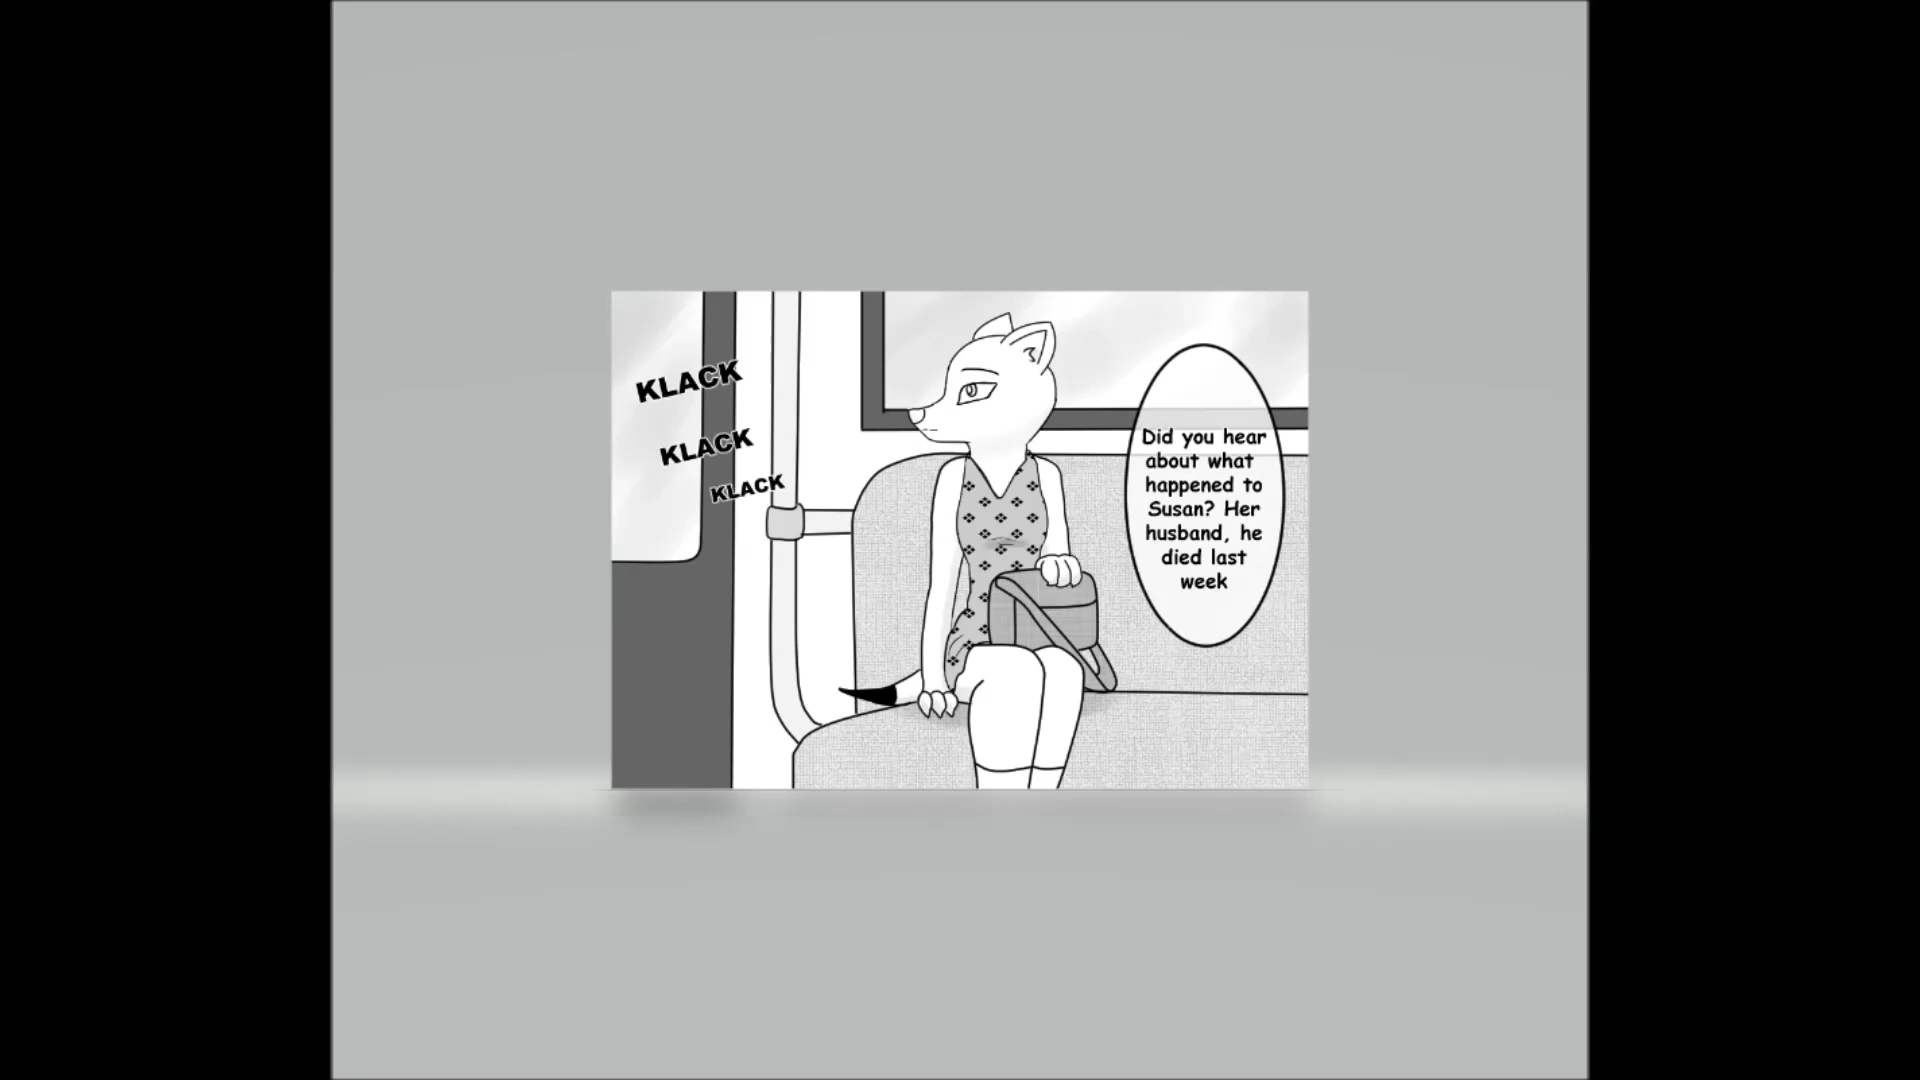 KLACK
KLACK
KLACK
Did you hear
about what
happened to
Susan? Her
husband, he
died last
week